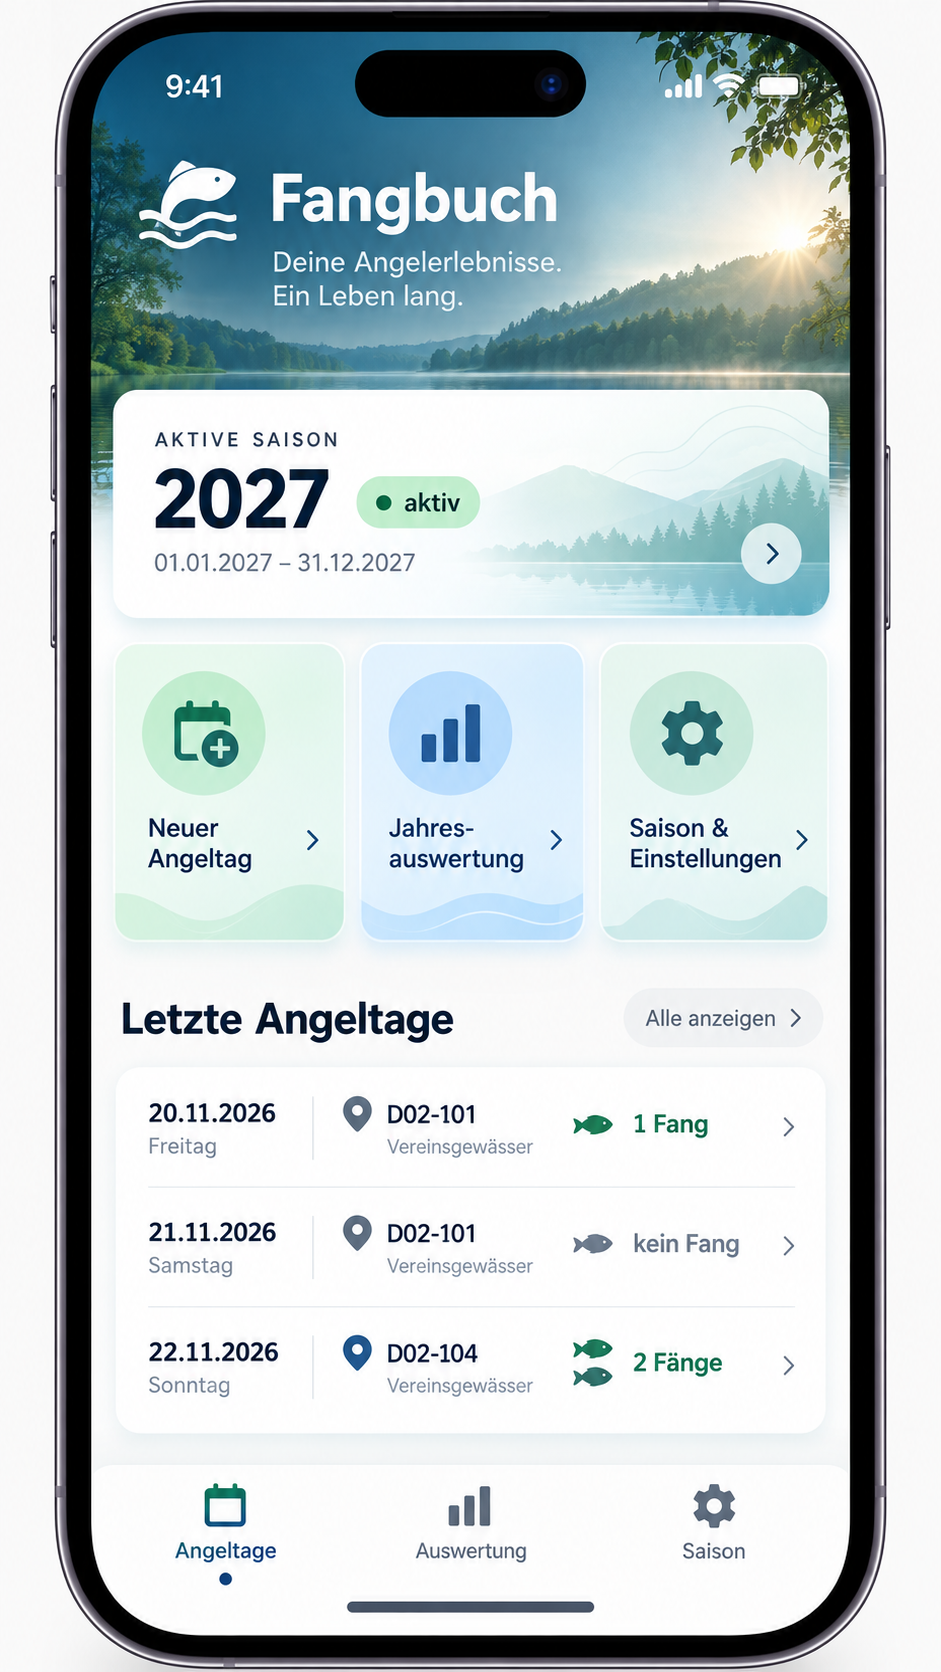 9:41
Fangbuch
Deine Angelerlebnisse.
Ein Leben lang.
AKTIVE SAISON
2027
aktiv
01.01.2027 – 31.12.2027
Neuer
Angeltag
Jahres-
auswertung
Saison &
Einstellungen
Letzte Angeltage
Alle anzeigen
20.11.2026
Freitag
D02-101
Vereinsgewässer
1 Fang
21.11.2026
Samstag
D02-101
Vereinsgewässer
kein Fang
22.11.2026
Sonntag
D02-104
Vereinsgewässer
2 Fänge
Angeltage
Auswertung
Saison